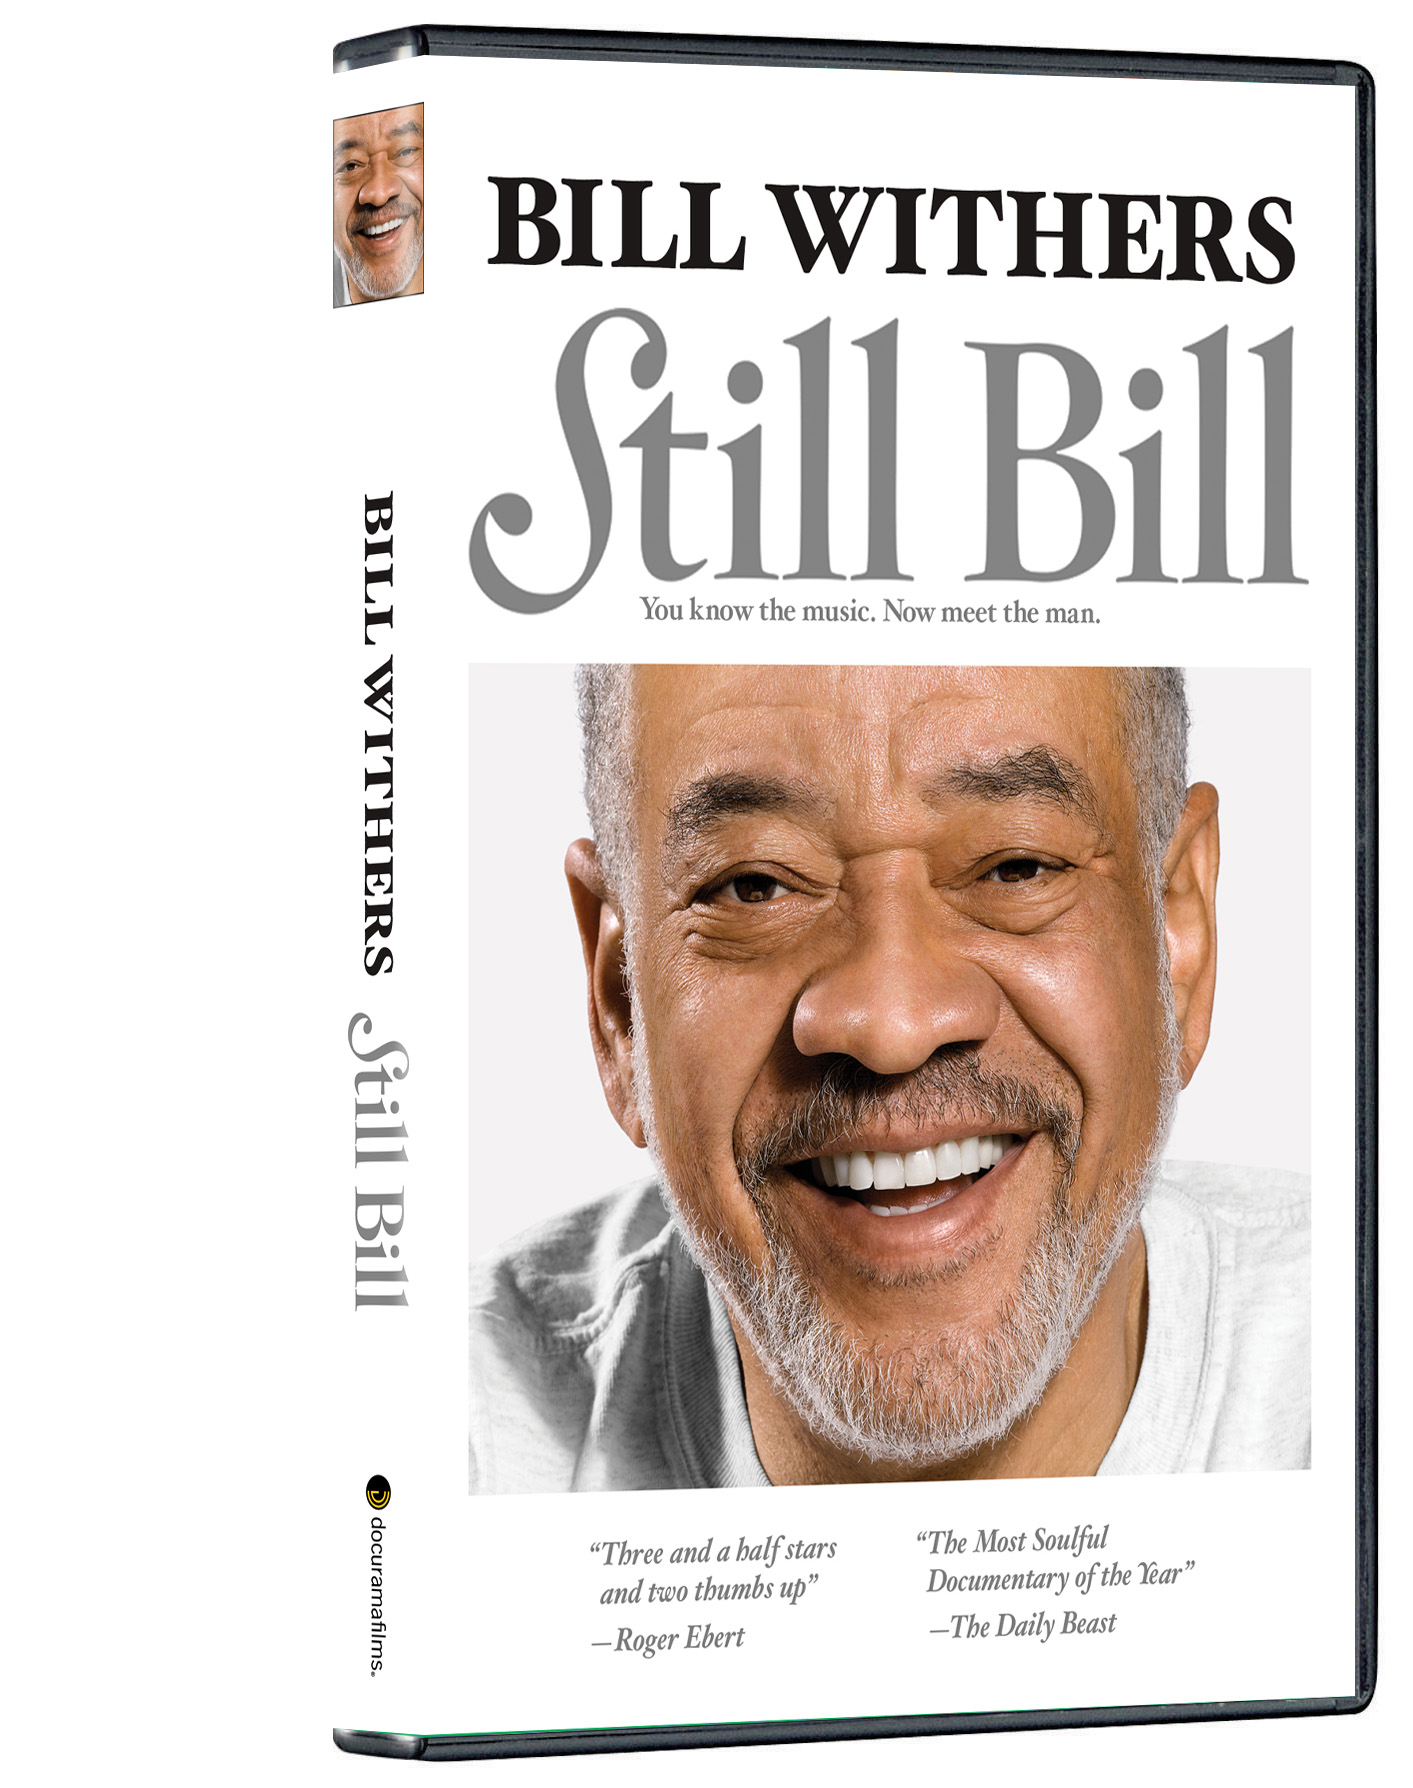 BILL WITHERS
Still Bill
You know the music. Now meet the man.
“Three and a half stars
and two thumbs up”
—Roger Ebert
“The Most Soulful
Documentary of the Year”
—The Daily Beast
BILL WITHERS Still Bill
docuramafilms®